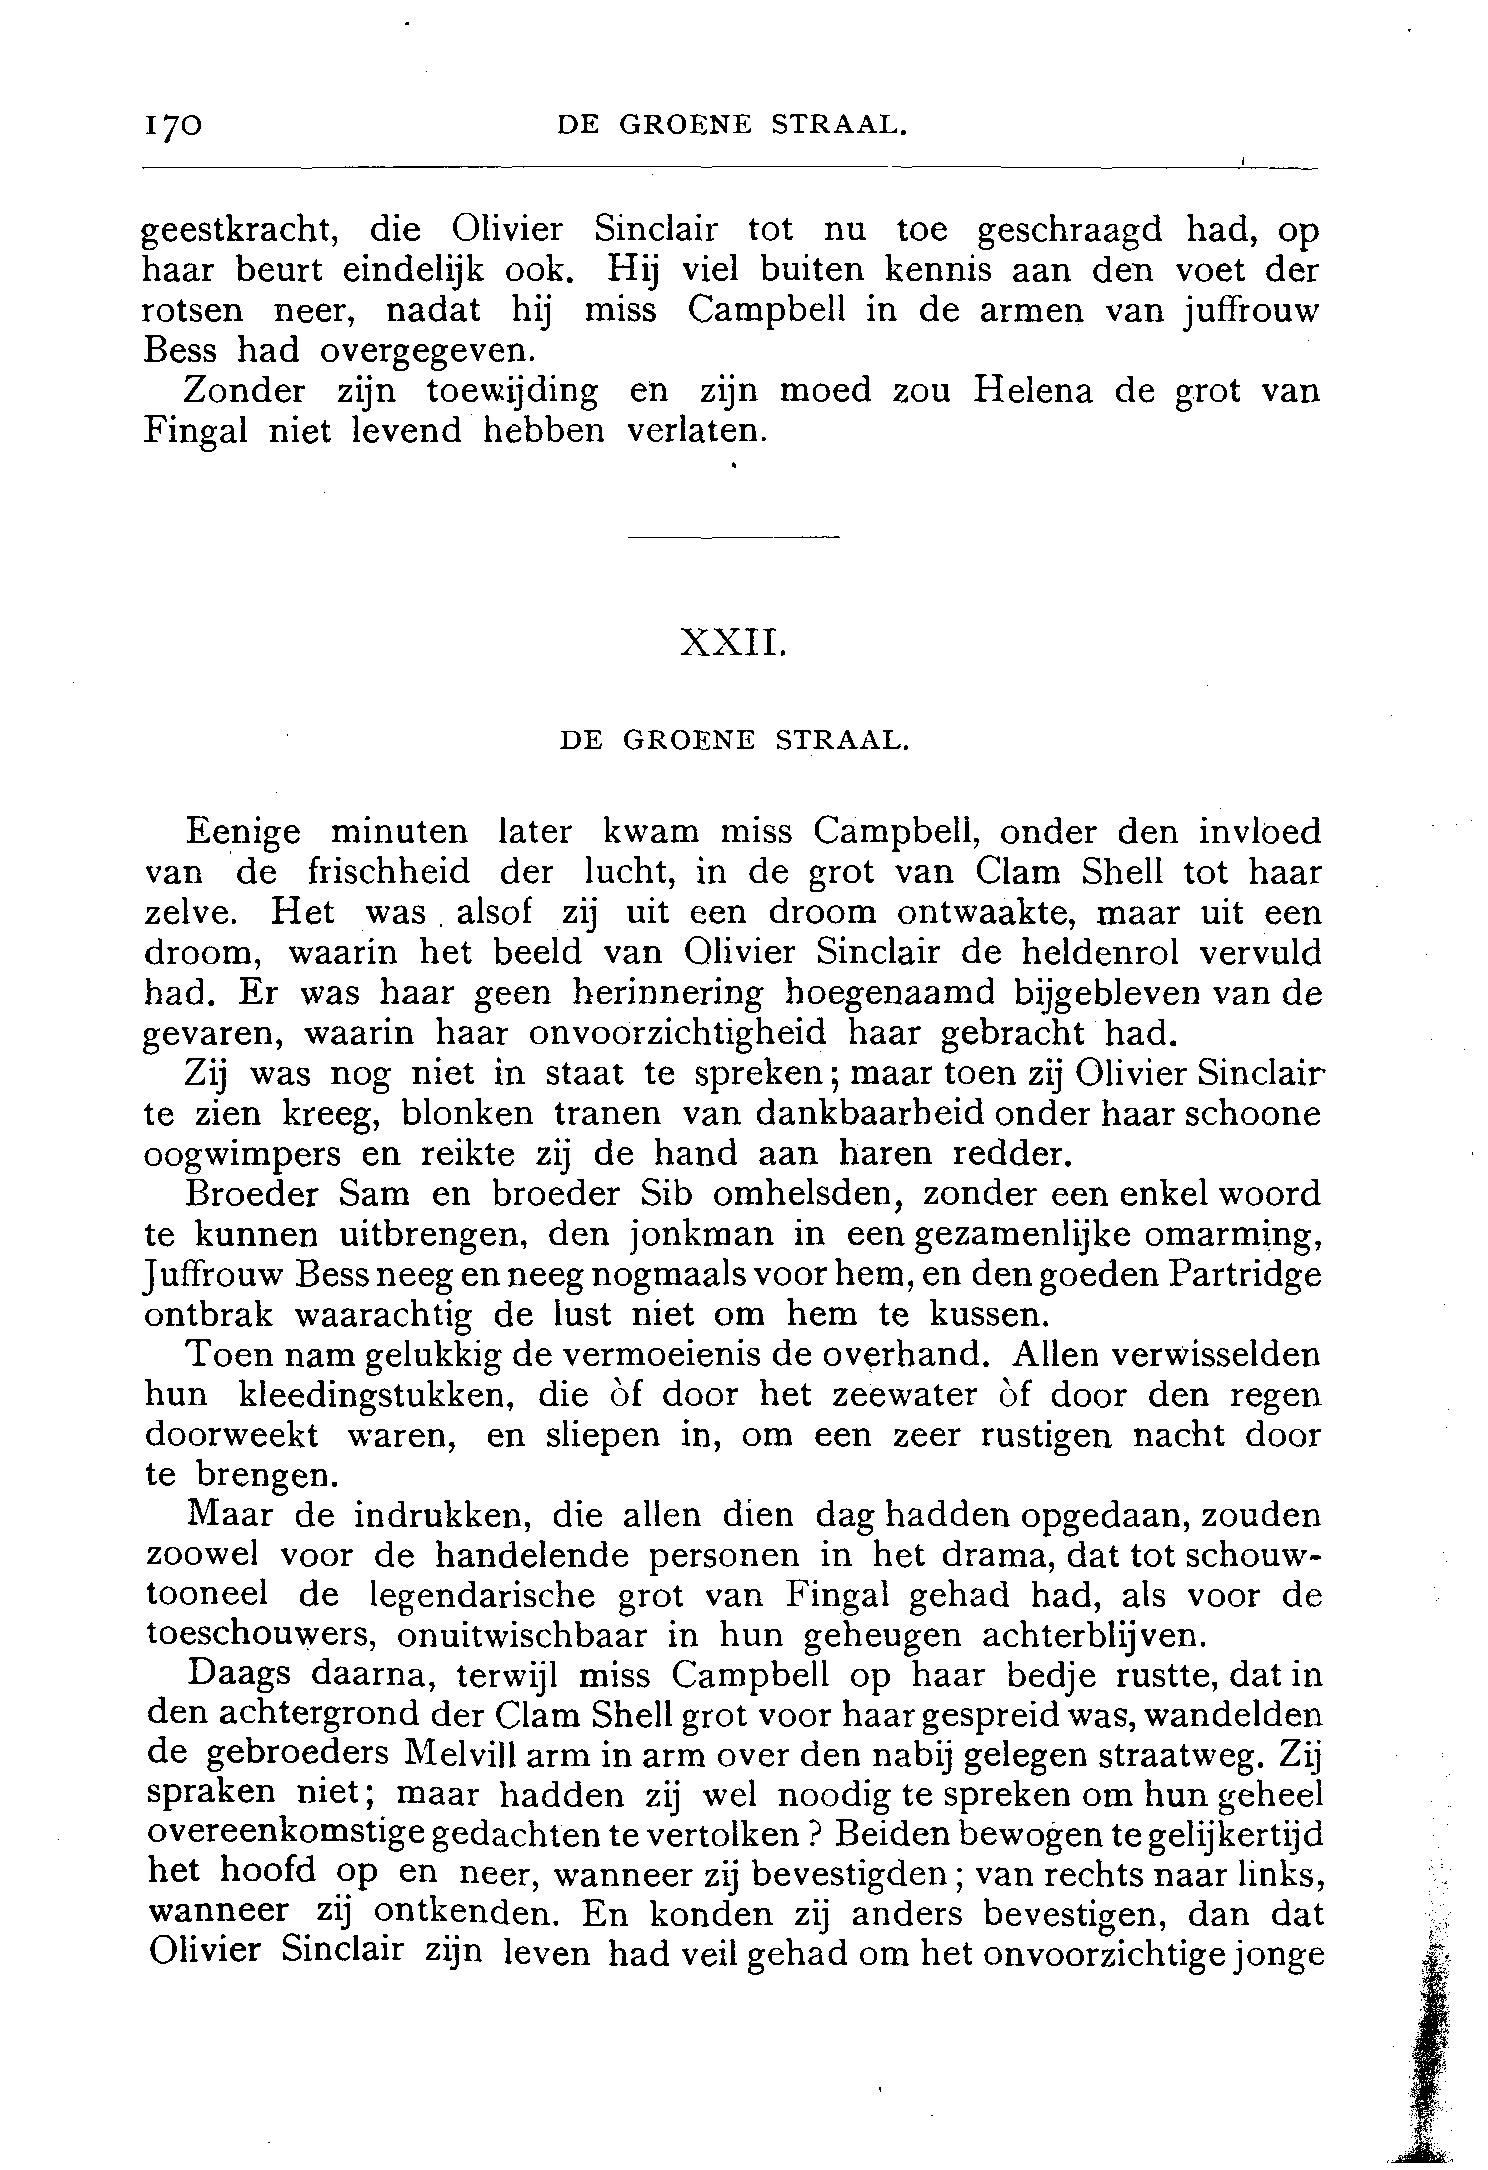 170 DE GROENE STRAAL.
geestkracht, die Olivier Sinclair tot nu toe geschraagd had, op
haar beurt eindelijk ook. Hij viel buiten kennis aan den voet der
rotsen neer, nadat hij miss Campbell in de armen van juffrouw
Bess had overgegeven.
Zonder zijn toewijding en zijn moed zou Helena de grot van
Fingal niet levend hebben verlaten.
XXII.
DE GROENE STRAAL.
Eenige minuten later kwam miss Campbell, onder den invloed
van de frischheid der lucht, in de grot van Clam Shell tot haar
zelve. Het was alsof zij uit een droom ontwaakte, maar uit een
droom, waarin het beeld van Olivier Sinclair de heldenrol vervuld
had. Er was haar geen herinnering hoegenaamd bijgebleven van de
gevaren, waarin haar onvoorzichtigheid haar gebracht had.
Zij was nog niet in staat te spreken; maar toen zij Olivier Sinclair
te zien kreeg, blonken tranen van dankbaarheid onder haar schoone
oogwimpers en reikte zij de hand aan haren redder.
Broeder Sam en broeder Sib omhelsden, zonder een enkel woord
te kunnen uitbrengen, den jonkman in een gezamenlijke omarming,
Juffrouw Bess neeg en neeg nogmaals voor hem, en den goeden Partridge
ontbrak waarachtig de lust niet om hem te kussen.
Toen nam gelukkig de vermoeienis de overhand. Allen verwisselden
hun kleedingstukken, die òf door het zeewater òf door den regen
doorweekt waren, en sliepen in, om een zeer rustigen nacht door
te brengen.
Maar de indrukken, die allen dien dag hadden opgedaan, zouden
zoowel voor de handelende personen in het drama, dat tot schouw-
tooneel de legendarische grot van Fingal gehad had, als voor de
toeschouwers, onuitwischbaar in hun geheugen achterblijven.
Daags daarna, terwijl miss Campbell op haar bedje rustte, dat in
den achtergrond der Clam Shell grot voor haar gespreid was, wandelden
de gebroeders Melvill arm in arm over den nabij gelegen straatweg. Zij
spraken niet; maar hadden zij wel noodig te spreken om hun geheel
overeenkomstige gedachten te vertolken? Beiden bewogen te gelijkertijd
het hoofd op en neer, wanneer zij bevestigden; van rechts naar links,
wanneer zij ontkenden. En konden zij anders bevestigen, dan dat
Olivier Sinclair zijn leven had veil gehad om het onvoorzichtige jonge